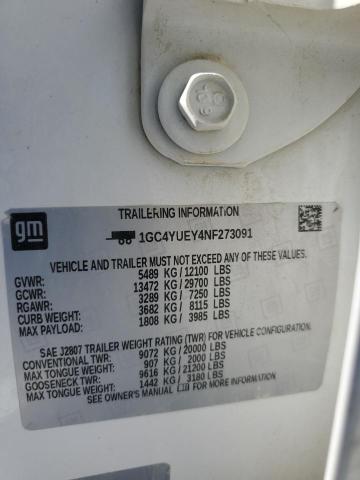 gm
TRAILERING INFORMATION
1GC4YUEY4NF273091
VEHICLE AND TRAILER MUST NOT EXCEED ANY OF THESE VALUES
GVWR: 5489 KG / 12100 LBS
GCWR: 13472 KG / 29700 LBS
RGAWR: 3289 KG / 7250 LBS
CURB WEIGHT: 3682 KG / 8115 LBS
MAX PAYLOAD: 1808 KG / 3985 LBS
SAE J2807 TRAILER WEIGHT RATING (TWR) FOR VEHICLE CONFIGURATION.
CONVENTIONAL TWR: 9072 KG / 20000 LBS
MAX TONGUE WEIGHT: 907 KG / 2000 LBS
GOOSENECK TWR: 9616 KG / 21200 LBS
MAX TONGUE WEIGHT: 1442 KG / 3180 LBS
SEE OWNER'S MANUAL FOR MORE INFORMATION